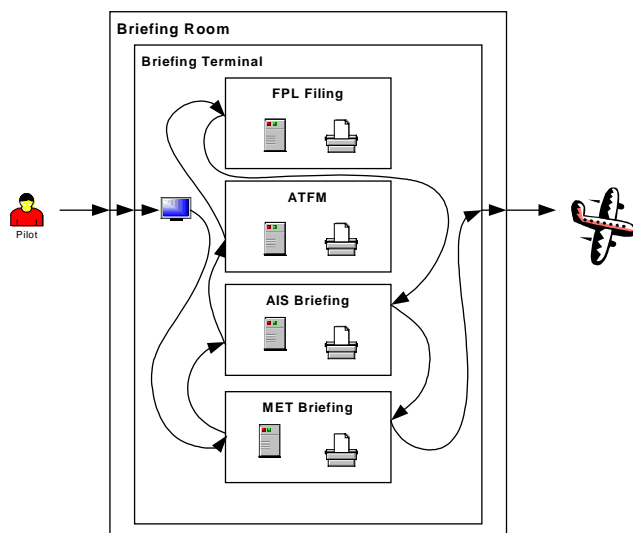 Briefing Room
Briefing Terminal
FPL Filing
ATFM
Pilot
AIS Briefing
MET Briefing